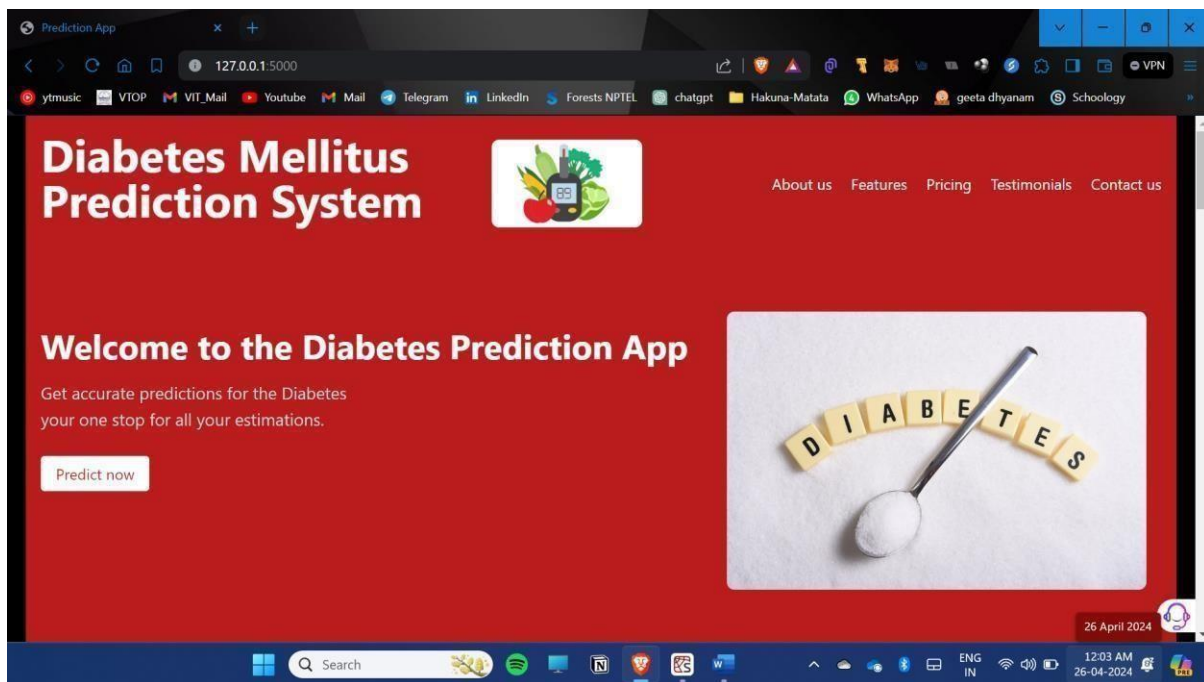 Prediction App
127.0.0.1:5000
VPN
ytmusic VTOP VIT_Mail Youtube Mail Telegram LinkedIn Forests NPTEL chatgpt Hakuna-Matata WhatsApp geeta dhyanam Schoology
Diabetes Mellitus
Prediction System
89
About us Features Pricing Testimonials Contact us
Welcome to the Diabetes Prediction App
Get accurate predictions for the Diabetes
your one stop for all your estimations.
Predict now
DIABETES
26 April 2024
Search
ENG
IN
12:03 AM
26-04-2024
PRE